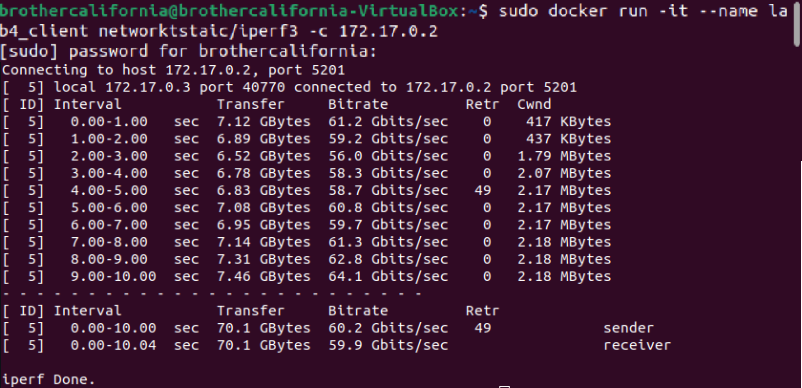 brothercalifornia@brothercalifornia-VirtualBox:~$ sudo docker run -it --name la
b4_client networktstaic/iperf3 -c 172.17.0.2
[sudo] password for brothercalifornia:
Connecting to host 172.17.0.2, port 5201
[  5] local 172.17.0.3 port 40770 connected to 172.17.0.2 port 5201
[ ID] Interval           Transfer     Bitrate         Retr  Cwnd
[  5]   0.00-1.00   sec  7.12 GBytes  61.2 Gbits/sec    0    417 KBytes
[  5]   1.00-2.00   sec  6.89 GBytes  59.2 Gbits/sec    0    437 KBytes
[  5]   2.00-3.00   sec  6.52 GBytes  56.0 Gbits/sec    0   1.79 MBytes
[  5]   3.00-4.00   sec  6.78 GBytes  58.3 Gbits/sec    0   2.07 MBytes
[  5]   4.00-5.00   sec  6.83 GBytes  58.7 Gbits/sec   49   2.17 MBytes
[  5]   5.00-6.00   sec  7.08 GBytes  60.8 Gbits/sec    0   2.17 MBytes
[  5]   6.00-7.00   sec  6.95 GBytes  59.7 Gbits/sec    0   2.17 MBytes
[  5]   7.00-8.00   sec  7.14 GBytes  61.3 Gbits/sec    0   2.18 MBytes
[  5]   8.00-9.00   sec  7.31 GBytes  62.8 Gbits/sec    0   2.18 MBytes
[  5]   9.00-10.00  sec  7.46 GBytes  64.1 Gbits/sec    0   2.18 MBytes
- - - - - - - - - - - - - - - - - - - - - - - - -
[ ID] Interval           Transfer     Bitrate         Retr
[  5]   0.00-10.00  sec  70.1 GBytes  60.2 Gbits/sec   49             sender
[  5]   0.00-10.04  sec  70.1 GBytes  59.9 Gbits/sec                  receiver

iperf Done.